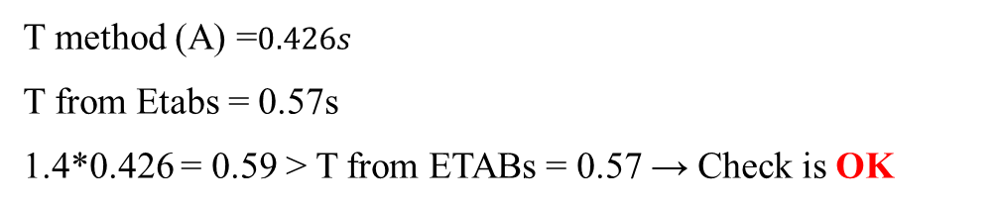 T method (A) =0.426s
T from Etabs = 0.57s
1.4*0.426 = 0.59 > T from ETABs = 0.57 → Check is OK